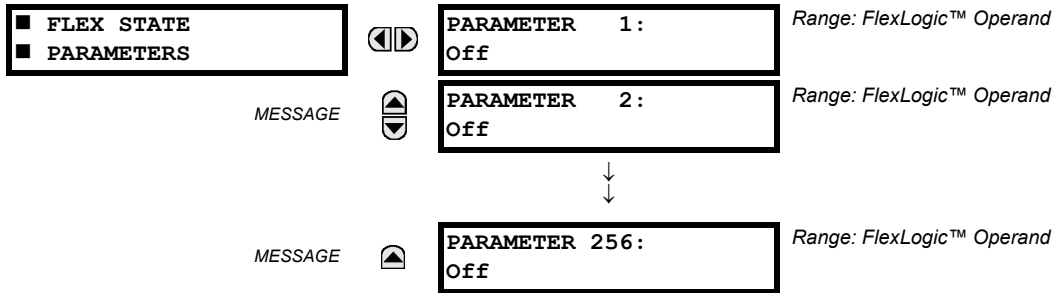 ■ FLEX STATE
■ PARAMETERS
PARAMETER 1:
Off
Range: FlexLogic™ Operand
MESSAGE
PARAMETER 2:
Off
Range: FlexLogic™ Operand
↓
↓
MESSAGE
PARAMETER 256:
Off
Range: FlexLogic™ Operand